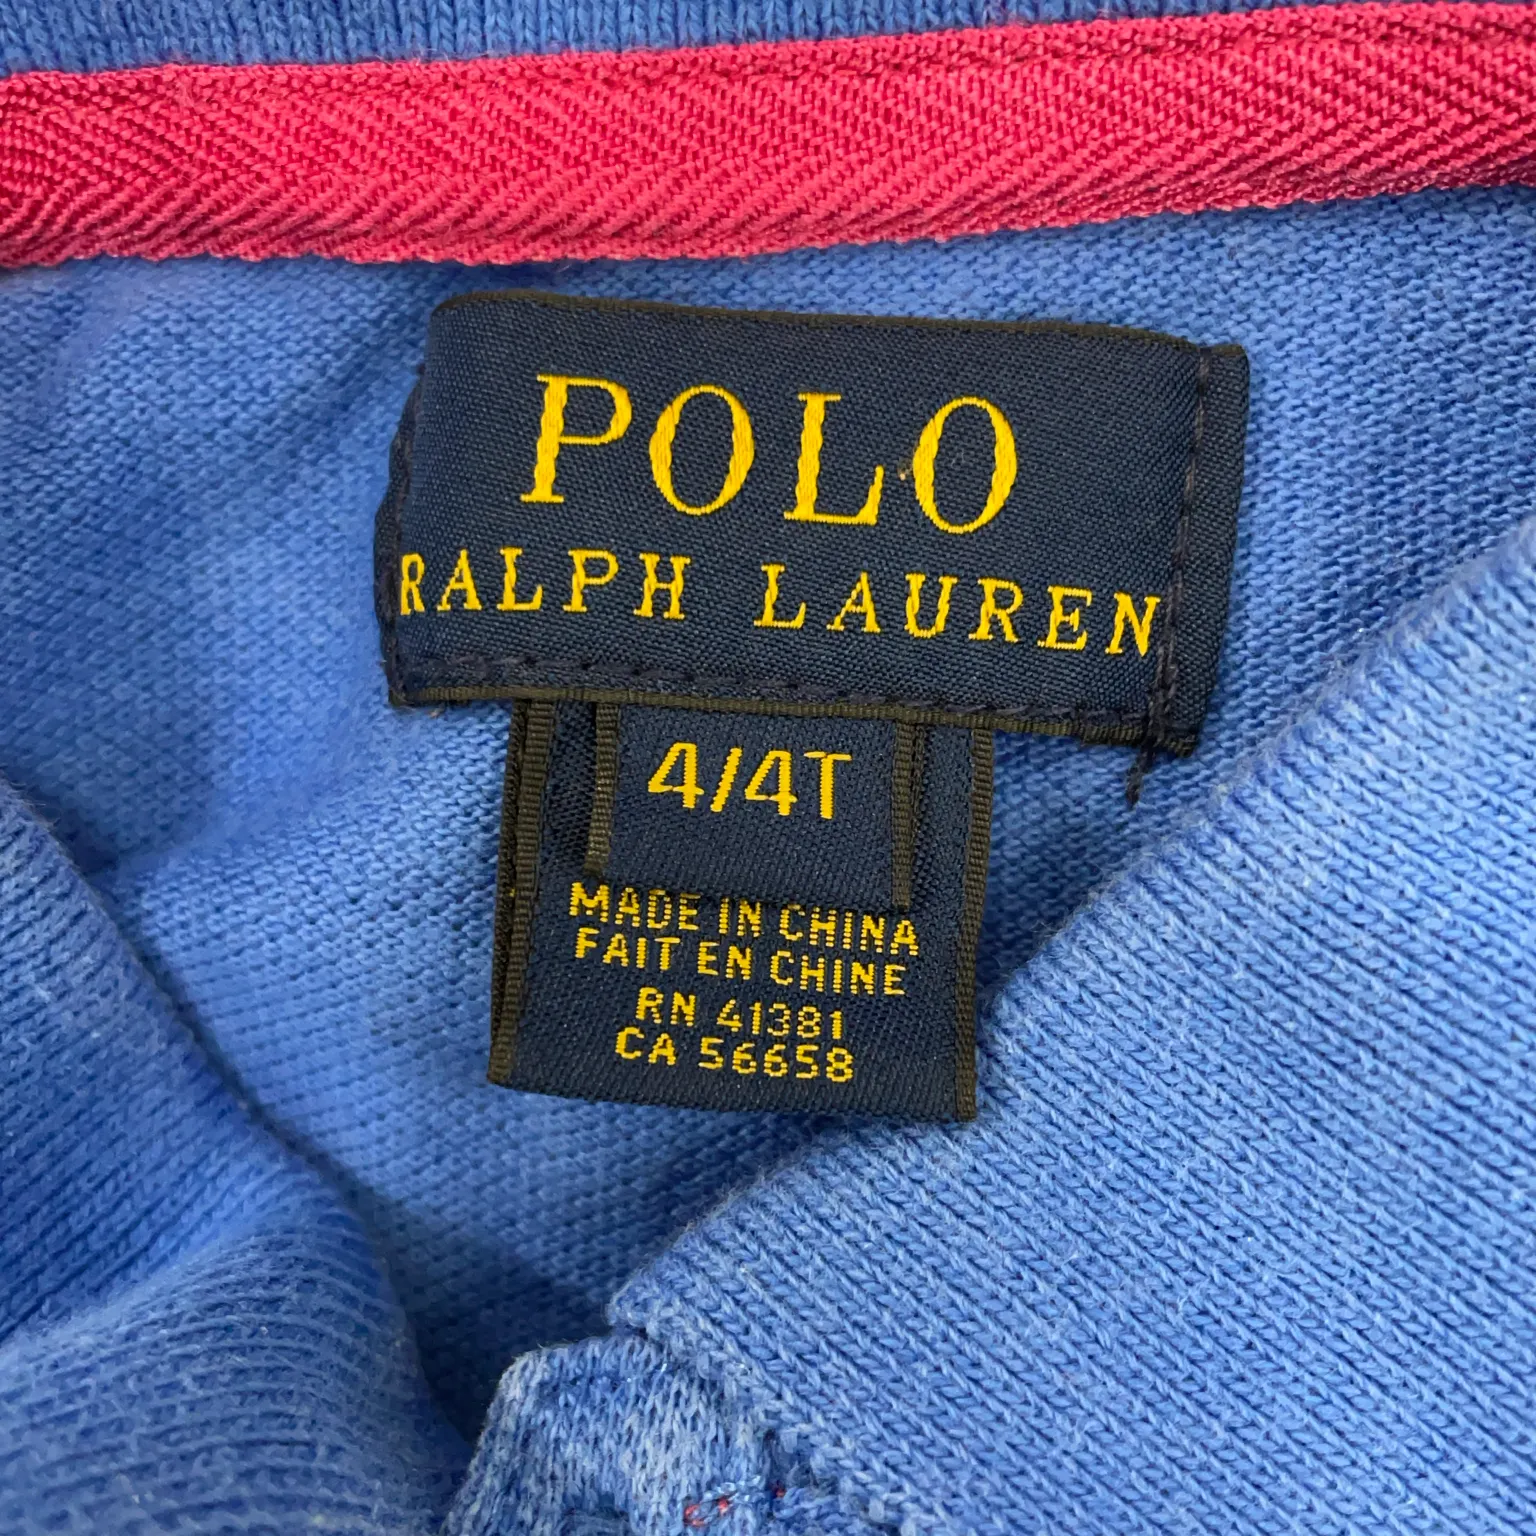 POLO
RALPH LAUREN
4/4T
MADE IN CHINA
FAIT EN CHINE
RN 41381
CA 56658